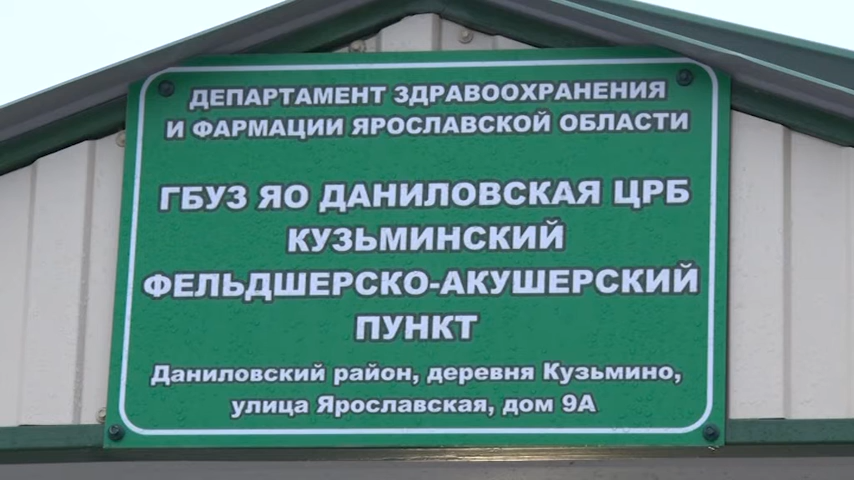 ДЕПАРТАМЕНТ ЗДРАВООХРАНЕНИЯ
И ФАРМАЦИИ ЯРОСЛАВСКОЙ ОБЛАСТИ
ГБУЗ ЯО ДАНИЛОВСКАЯ ЦРБ
КУЗЬМИНСКИЙ
ФЕЛЬДШЕРСКО-АКУШЕРСКИЙ
ПУНКТ
Даниловский район, деревня Кузьмино,
улица Ярославская, дом 9А